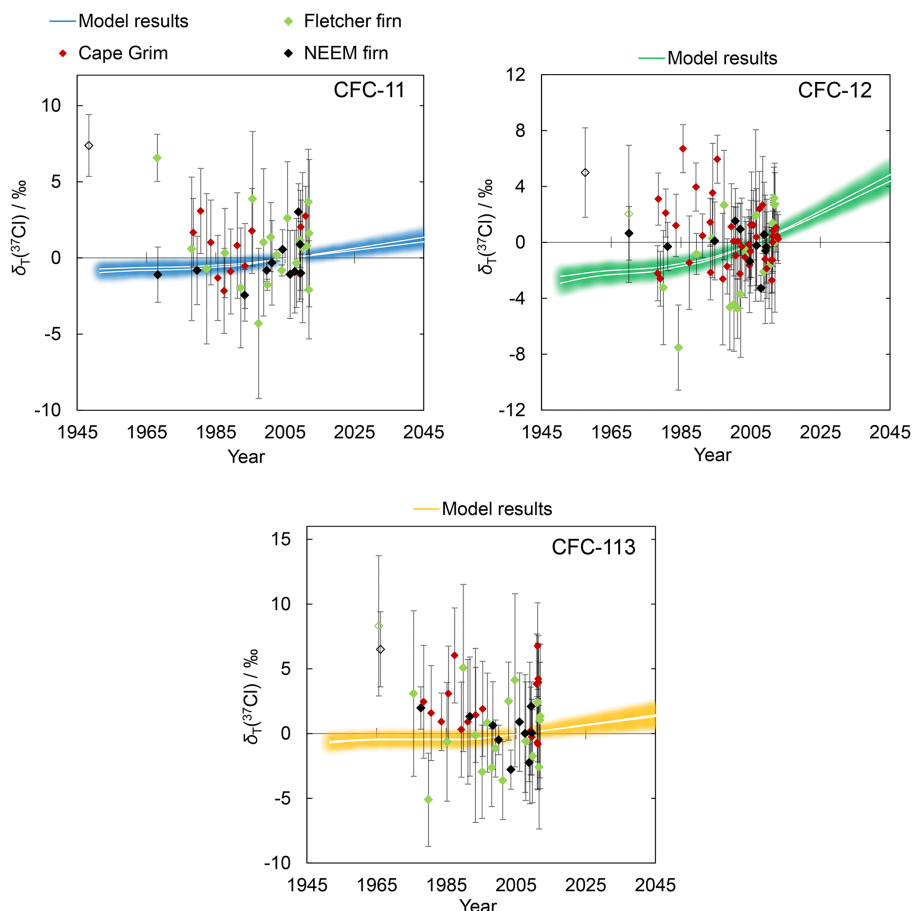 Model results
Fletcher firn
Cape Grim
NEEM firn
CFC-11
10
5
0
-5
-10
δT(³⁷Cl) / ‰
1945 1965 1985 2005 2025 2045
Year
Model results
CFC-12
12
8
4
0
-4
-8
-12
δT(³⁷Cl) / ‰
1945 1965 1985 2005 2025 2045
Year
Model results
CFC-113
15
10
5
0
-5
-10
δT(³⁷Cl) / ‰
1945 1965 1985 2005 2025 2045
Year